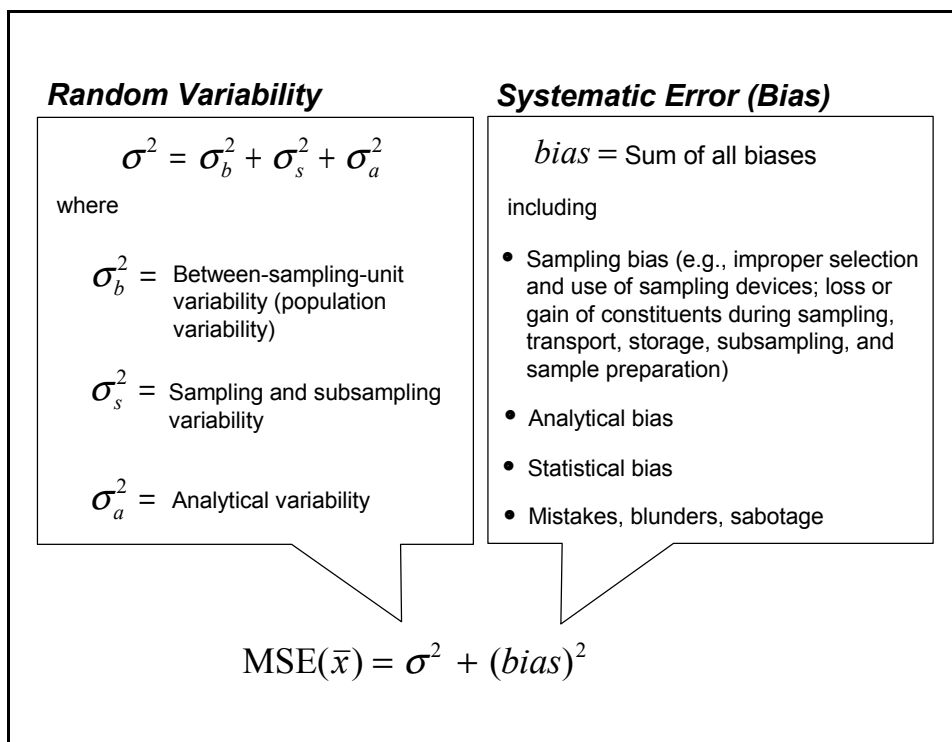 Random Variability
σ² = σ_b² + σ_s² + σ_a²
where
σ_b² = Between-sampling-unit
variability (population
variability)
σ_s² = Sampling and subsampling
variability
σ_a² = Analytical variability
Systematic Error (Bias)
bias = Sum of all biases
including
• Sampling bias (e.g., improper selection
and use of sampling devices; loss or
gain of constituents during sampling,
transport, storage, subsampling, and
sample preparation)
• Analytical bias
• Statistical bias
• Mistakes, blunders, sabotage
MSE(x̄) = σ² + (bias)²